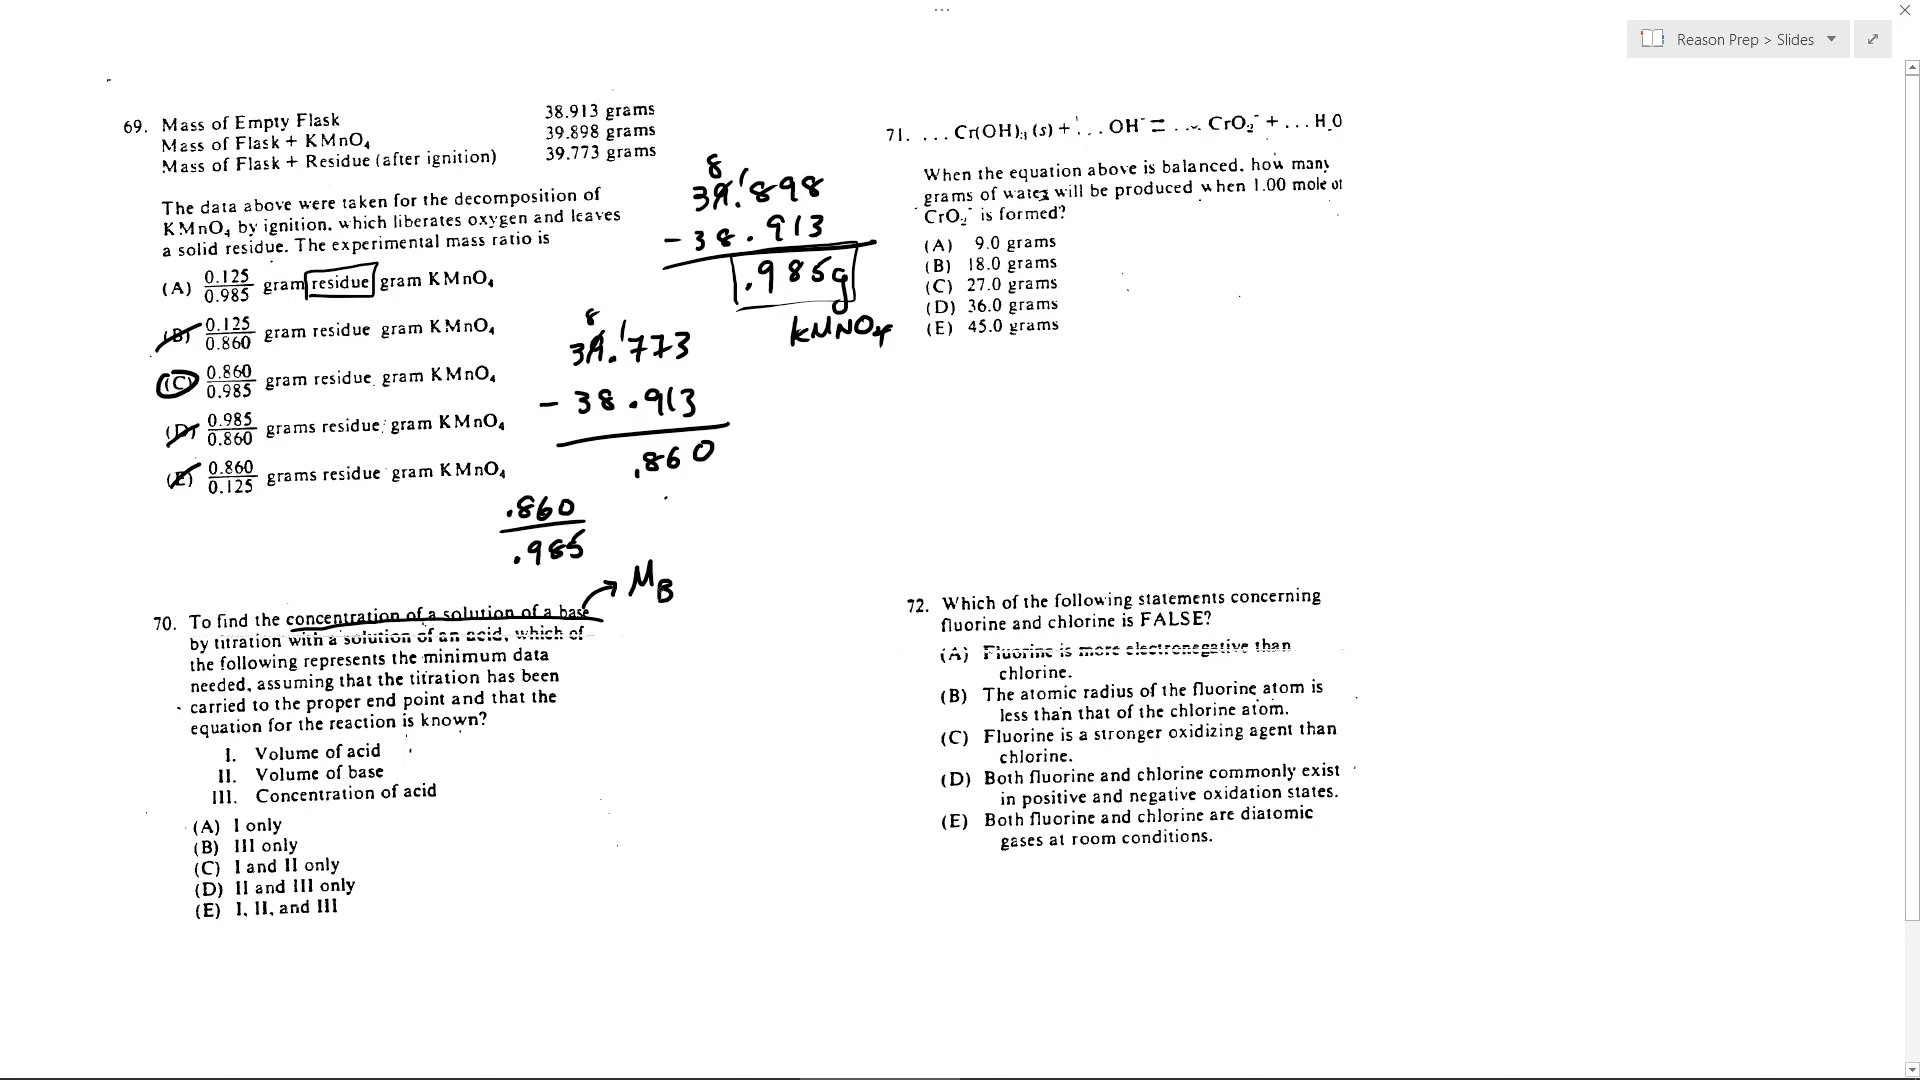 ...
Reason Prep > Slides
69. Mass of Empty Flask 38.913 grams
Mass of Flask + KMnO₄ 39.898 grams
Mass of Flask + Residue (after ignition) 39.773 grams
The data above were taken for the decomposition of
KMnO₄ by ignition, which liberates oxygen and leaves
a solid residue. The experimental mass ratio is
(A) 0.125/0.985 gram residue gram KMnO₄
(B) 0.125/0.860 gram residue gram KMnO₄
(C) 0.860/0.985 gram residue gram KMnO₄
(D) 0.985/0.860 grams residue gram KMnO₄
(E) 0.860/0.125 grams residue gram KMnO₄
8 1
39.898
- 38.913
.985g
KMNO4
8 1
39.773
- 38.913
.860
.860
.985
MB
70. To find the concentration of a solution of a base
by titration with a solution of an acid, which of
the following represents the minimum data
needed, assuming that the titration has been
carried to the proper end point and that the
equation for the reaction is known?
I. Volume of acid
II. Volume of base
III. Concentration of acid
(A) I only
(B) III only
(C) I and II only
(D) II and III only
(E) I, II, and III
71. ... Cr(OH)₃ (s) + ... OH⁻ = ... CrO₂⁻ + ... H₂O
When the equation above is balanced, how many
grams of water will be produced when 1.00 mole of
CrO₂⁻ is formed?
(A) 9.0 grams
(B) 18.0 grams
(C) 27.0 grams
(D) 36.0 grams
(E) 45.0 grams
72. Which of the following statements concerning
fluorine and chlorine is FALSE?
(A) Fluorine is more electronegative than
chlorine.
(B) The atomic radius of the fluorine atom is
less than that of the chlorine atom.
(C) Fluorine is a stronger oxidizing agent than
chlorine.
(D) Both fluorine and chlorine commonly exist
in positive and negative oxidation states.
(E) Both fluorine and chlorine are diatomic
gases at room conditions.